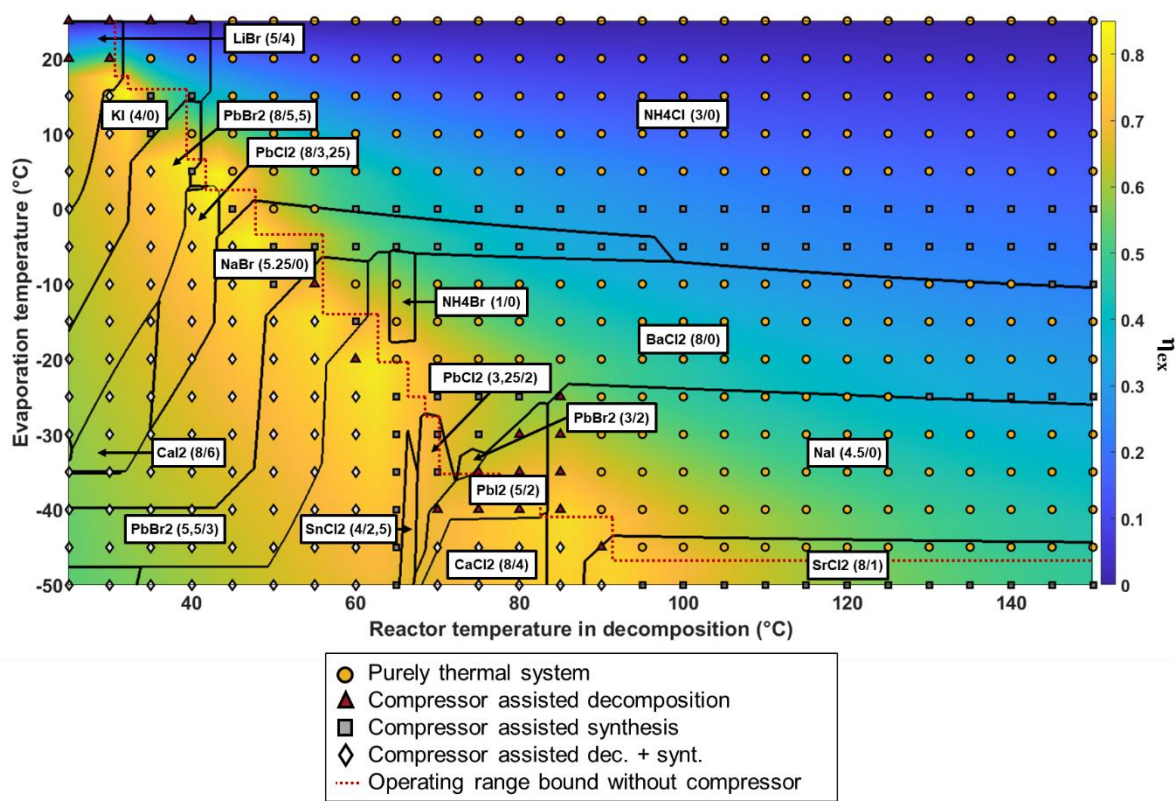 LiBr (5/4)
KI (4/0)
PbBr2 (8/5,5)
NH4Cl (3/0)
PbCl2 (8/3,25)
NaBr (5.25/0)
NH4Br (1/0)
BaCl2 (8/0)
PbCl2 (3,25/2)
PbBr2 (3/2)
CaI2 (8/6)
NaI (4.5/0)
PbI2 (5/2)
PbBr2 (5,5/3)
SnCl2 (4/2,5)
CaCl2 (8/4)
SrCl2 (8/1)
Evaporation temperature (°C)
20
10
0
-10
-20
-30
-40
-50
40
60
80
100
120
140
Reactor temperature in decomposition (°C)
0.8
0.7
0.6
0.5
0.4
0.3
0.2
0.1
0
ηex
Purely thermal system
Compressor assisted decomposition
Compressor assisted synthesis
Compressor assisted dec. + synt.
Operating range bound without compressor